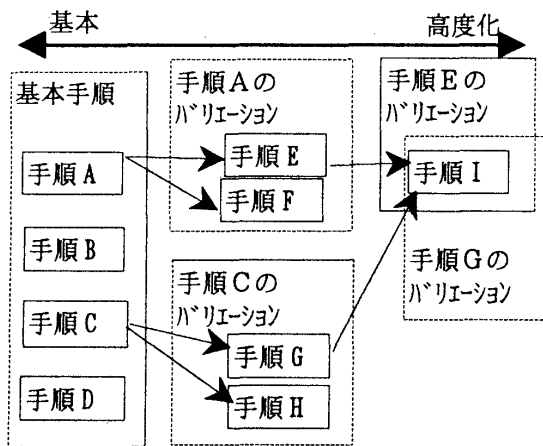 基本
高度化
基本手順
手順A
手順B
手順C
手順D
手順Aの
バリエーション
手順E
手順F
手順Cの
バリエーション
手順G
手順H
手順Eの
バリエーション
手順I
手順Gの
バリエーション